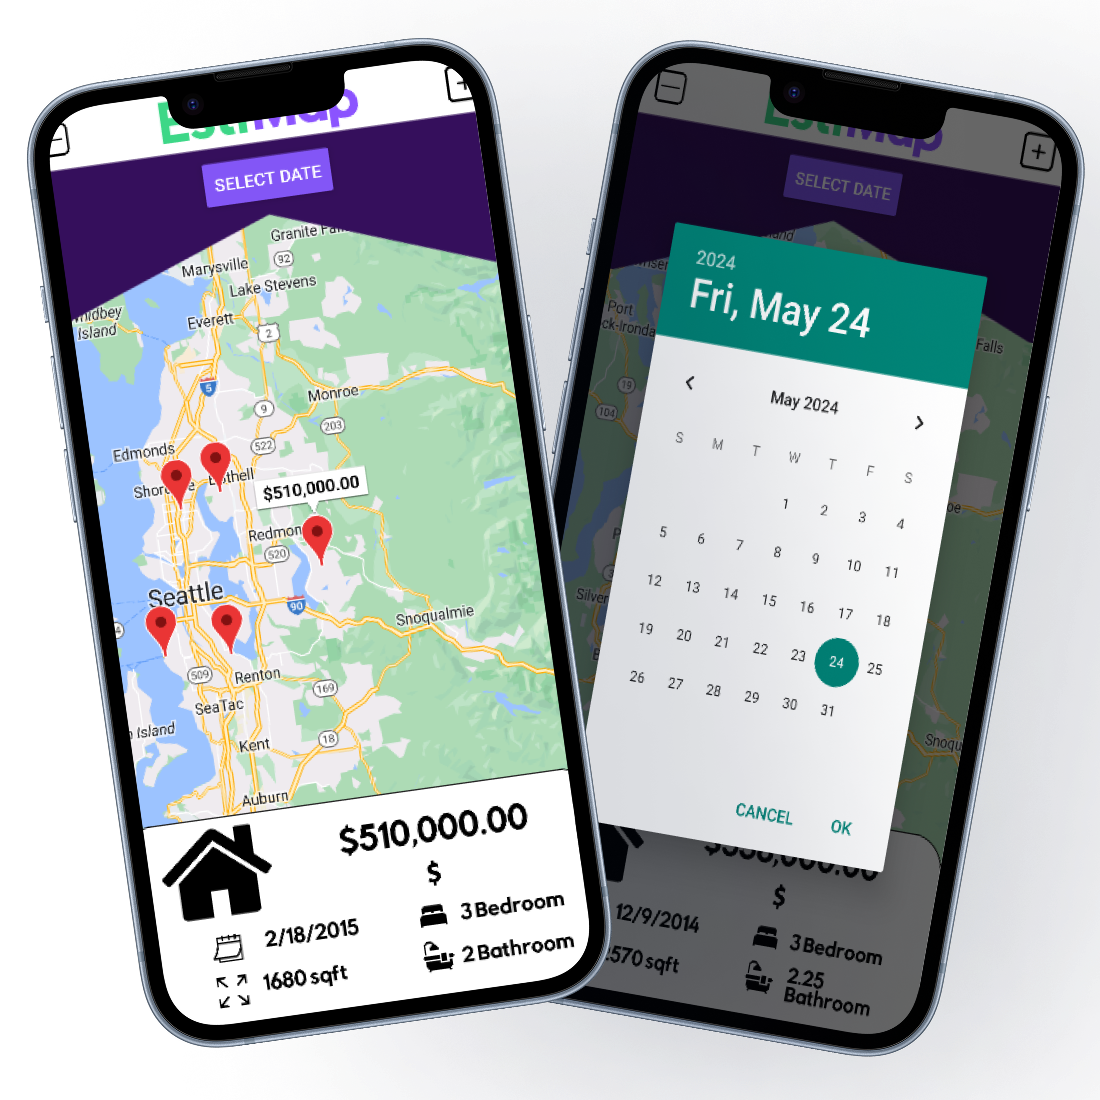 EstiMap
SELECT DATE
Granite Fal
92
Marysville
Lake Stevens
Whidbey
Island
Everett
2
5
Monroe
9
203
522
Edmonds
Bothell
Shoreline
$510,000.00
Redmon
520
Seattle
90
Snoqualmie
4
509
Renton
169
SeaTac
Island
Kent
18
Auburn
$510,000.00
$
3 Bedroom
2/18/2015
2 Bathroom
1680 sqft
EstiMap
SELECT DATE
and
Port
ck-Ironda
Falls
19
104
Silver
Snoqu
2024
Fri, May 24
May 2024
S M T W T F S
1 2 3 4
5 6 7 8 9 10 11
12 13 14 15 16 17 18
19 20 21 22 23 24 25
26 27 28 29 30 31
CANCEL OK
$
12/9/2014
3 Bedroom
2570 sqft
2.25
Bathroom